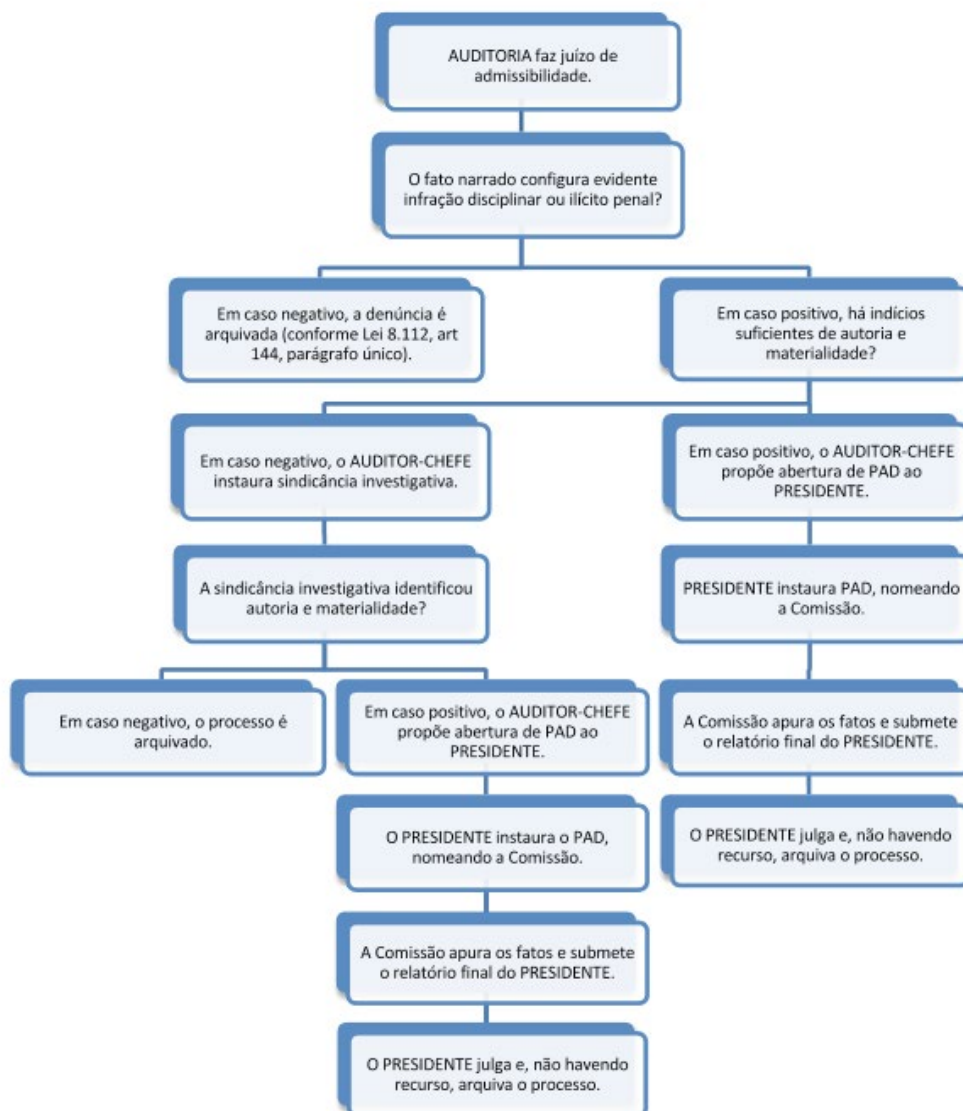 AUDITORIA faz juízo de
admissibilidade.
O fato narrado configura evidente
infração disciplinar ou ilícito penal?
Em caso negativo, a denúncia é
arquivada (conforme Lei 8.112, art
144, parágrafo único).
Em caso positivo, há indícios
suficientes de autoria e
materialidade?
Em caso negativo, o AUDITOR-CHEFE
instaura sindicância investigativa.
Em caso positivo, o AUDITOR-CHEFE
propõe abertura de PAD ao
PRESIDENTE.
A sindicância investigativa identificou
autoria e materialidade?
PRESIDENTE instaura PAD, nomeando
a Comissão.
Em caso negativo, o processo é
arquivado.
Em caso positivo, o AUDITOR-CHEFE
propõe abertura de PAD ao
PRESIDENTE.
A Comissão apura os fatos e submete
o relatório final do PRESIDENTE.
O PRESIDENTE instaura o PAD,
nomeando a Comissão.
O PRESIDENTE julga e, não havendo
recurso, arquiva o processo.
A Comissão apura os fatos e submete
o relatório final do PRESIDENTE.
O PRESIDENTE julga e, não havendo
recurso, arquiva o processo.